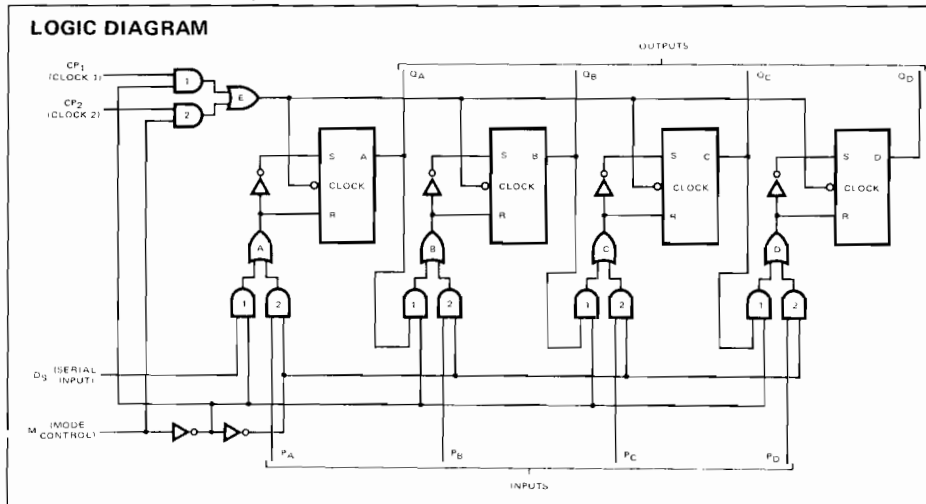 LOGIC DIAGRAM
OUTPUTS
CP1
(CLOCK 1)
CP2
(CLOCK 2)
1
2
E
QA
QB
QC
QD
S A
CLOCK
R
S B
CLOCK
R
S C
CLOCK
R
S D
CLOCK
R
A
B
C
D
1 2
1 2
1 2
1 2
DS (SERIAL
INPUT)
M (MODE
CONTROL)
PA
PB
PC
PD
INPUTS